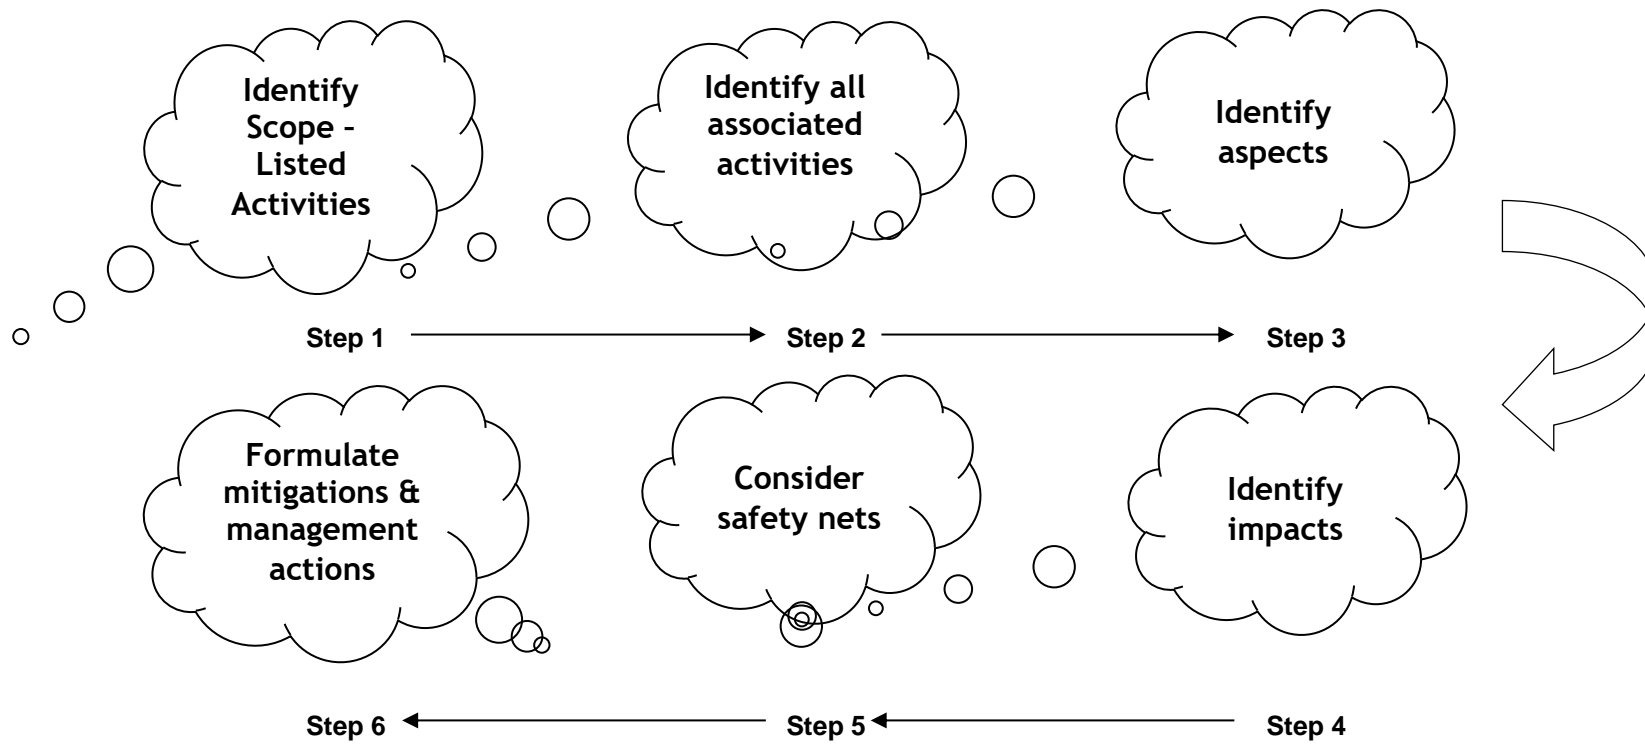 Identify
Scope –
Listed
Activities
Identify all
associated
activities
Identify
aspects
Step 1
Step 2
Step 3
Formulate
mitigations &
management
actions
Consider
safety nets
Identify
impacts
Step 6
Step 5
Step 4